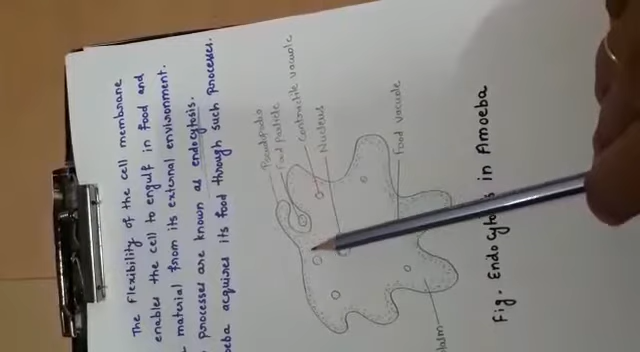 The flexibility of the cell membrane
enables the cell to engulf in food and
material from its external environment.
processes are known as endocytosis.
acquires its food through such processes.
Pseudopodia
Food Particle
Contractile vacuole
Nucleus
Food vacuole
Fig. Endocytosis in Amoeba